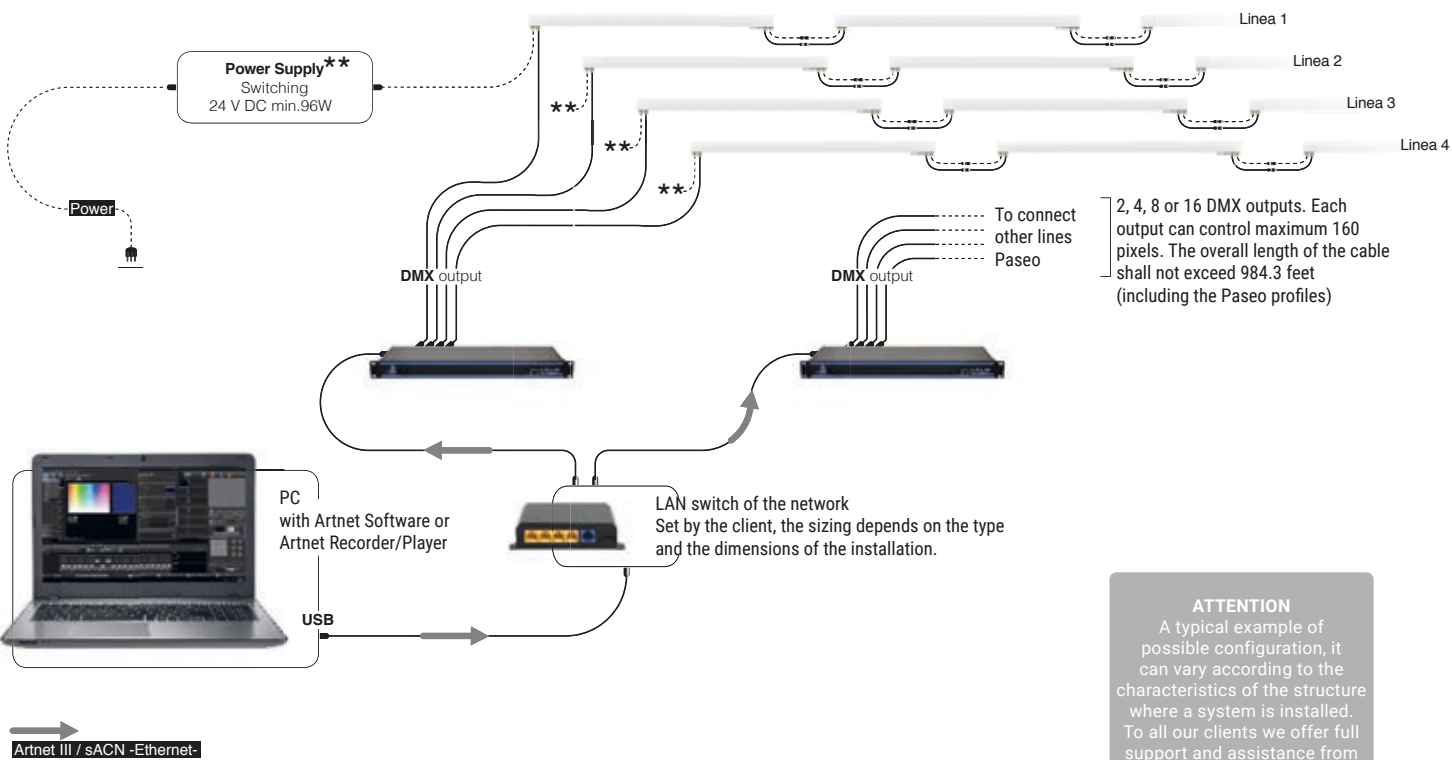 Linea 1
Linea 2
Linea 3
Linea 4
Power Supply**
Switching
24 V DC min.96W
**
**
**
Power
DMX output
DMX output
To connect
other lines
Paseo
2, 4, 8 or 16 DMX outputs. Each
output can control maximum 160
pixels. The overall length of the cable
shall not exceed 984.3 feet
(including the Paseo profiles)
PC
with Artnet Software or
Artnet Recorder/Player
USB
LAN switch of the network
Set by the client, the sizing depends on the type
and the dimensions of the installation.
ATTENTION
A typical example of
possible configuration, it
can vary according to the
characteristics of the structure
where a system is installed.
To all our clients we offer full
support and assistance from
Artnet III / sACN -Ethernet-